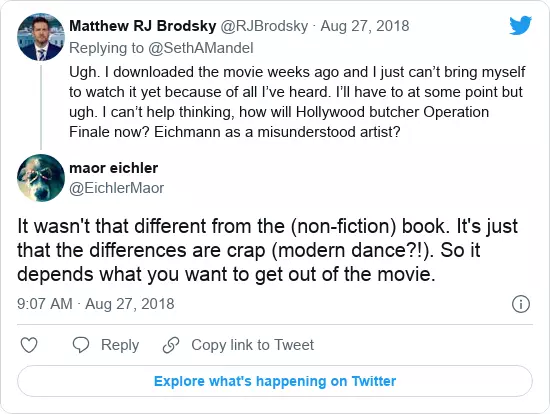 Matthew RJ Brodsky @RJBrodsky · Aug 27, 2018
Replying to @SethAMandel
Ugh. I downloaded the movie weeks ago and I just can’t bring myself
to watch it yet because of all I’ve heard. I’ll have to at some point but
ugh. I can’t help thinking, how will Hollywood butcher Operation
Finale now? Eichmann as a misunderstood artist?
maor eichler
@EichlerMaor
It wasn't that different from the (non-fiction) book. It's just
that the differences are crap (modern dance?!). So it
depends what you want to get out of the movie.
9:07 AM · Aug 27, 2018
Reply
Copy link to Tweet
Explore what's happening on Twitter